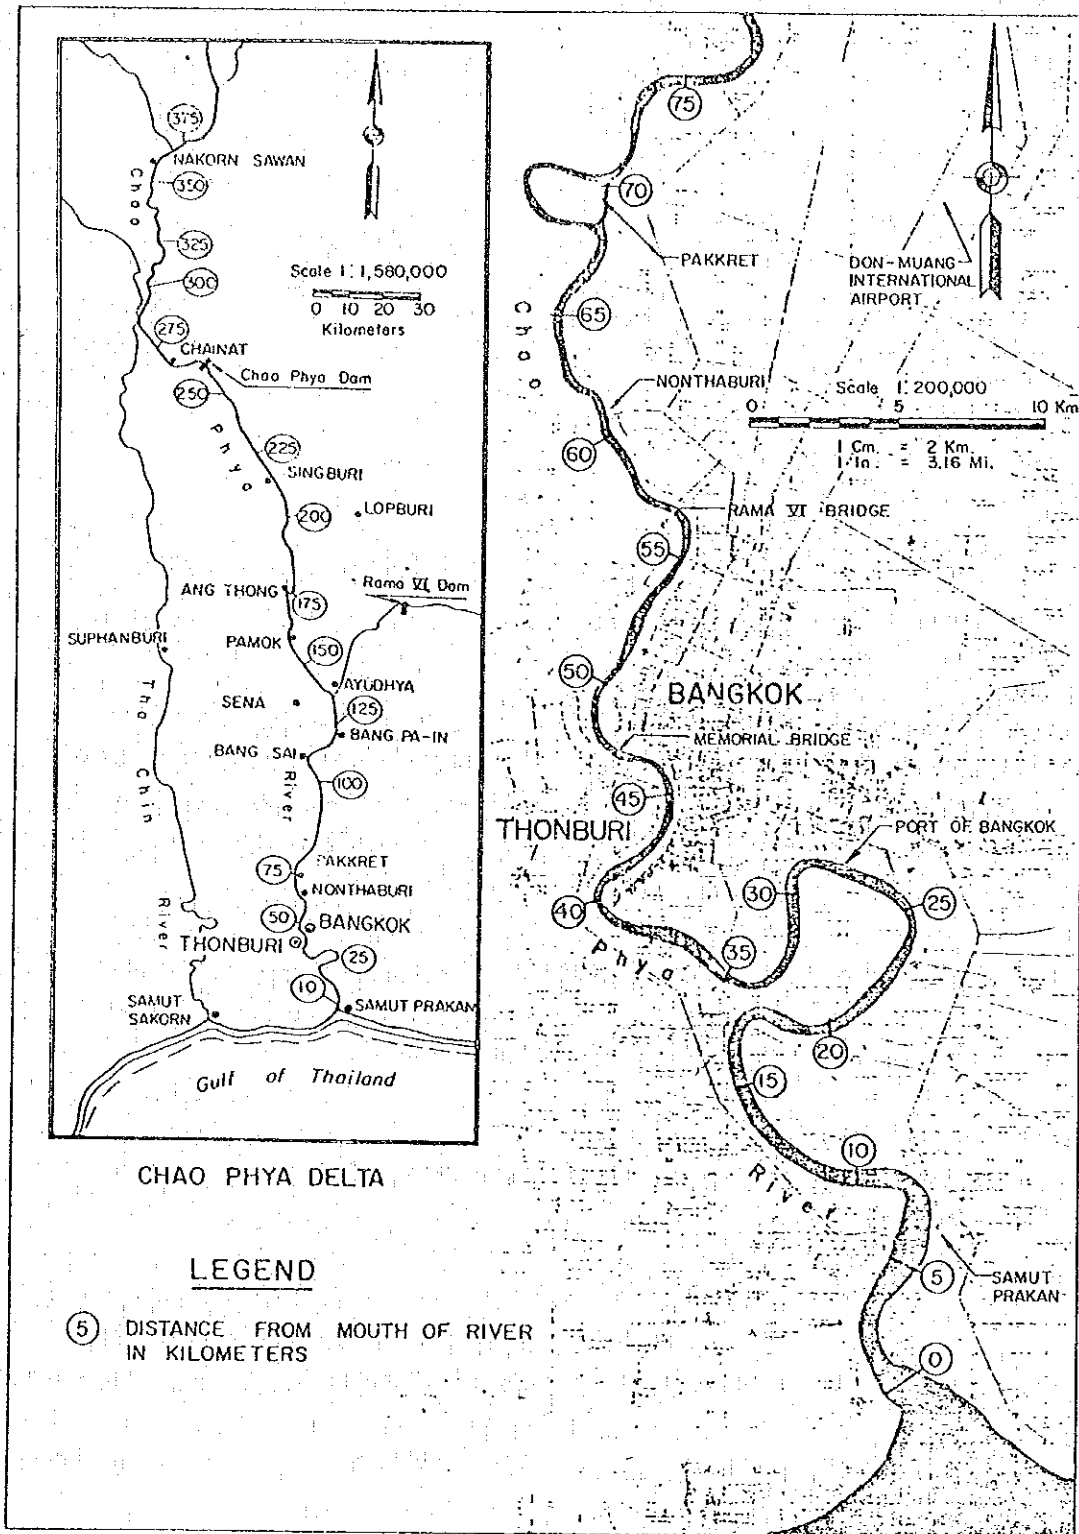 375
NAKORN SAWAN
350
Chao
325
300
Scale 1:1,580,000
0 10 20 30
Kilometers
275
CHAINAT
Chao Phya Dam
250
Phya
225
SINGBURI
200
LOPBURI
ANG THONG
Rama VI Dam
175
SUPHANBURI
PAMOK
150
AYUDHYA
SENA
125
BANG PA-IN
BANG SAI
Tha Chin
River
100
75
PAKKRET
NONTHABURI
50
BANGKOK
THONBURI
River
25
10
SAMUT
SAKORN
SAMUT PRAKAN
Gulf of Thailand
CHAO PHYA DELTA
LEGEND
5 DISTANCE FROM MOUTH OF RIVER
IN KILOMETERS
75
70
PAKKRET
DON-MUANG
INTERNATIONAL
AIRPORT
Chao
65
NONTHABURI
Scale 1:200,000
0 5 10 Km
1 Cm. = 2 Km.
1 In. = 3.16 Mi.
60
RAMA VI BRIDGE
55
50
BANGKOK
MEMORIAL BRIDGE
45
THONBURI
PORT OF BANGKOK
30
25
40
Phya
35
20
15
10
River
5
SAMUT
PRAKAN
0